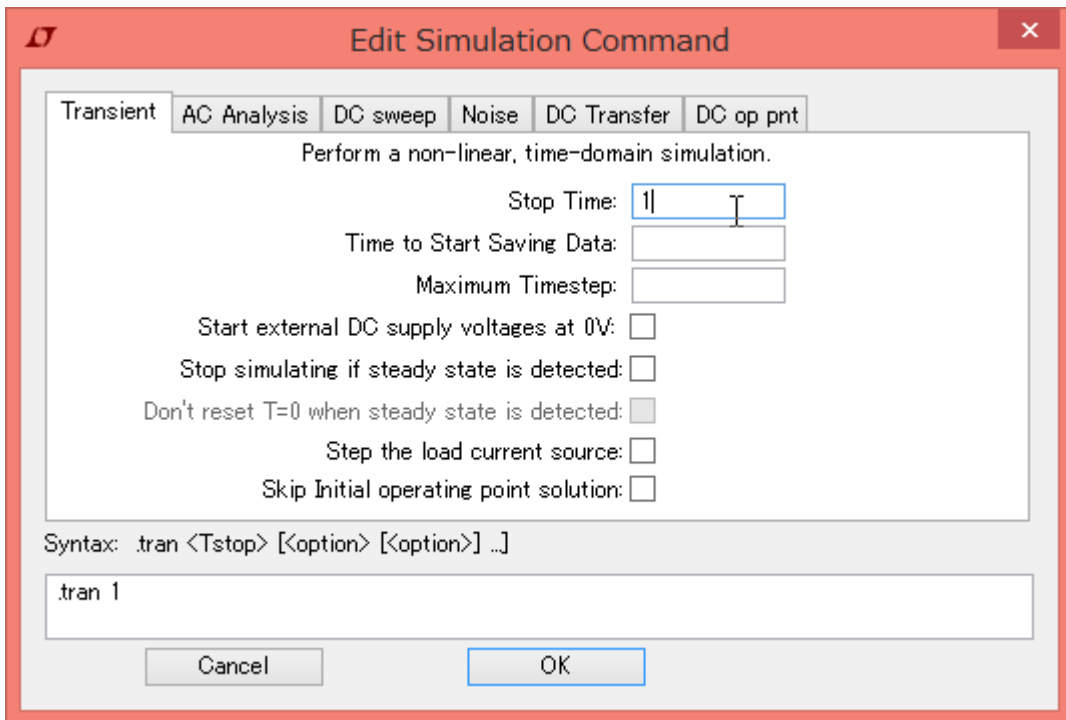 Edit Simulation Command
Transient AC Analysis DC sweep Noise DC Transfer DC op pnt
Perform a non-linear, time-domain simulation.
Stop Time: 1
Time to Start Saving Data:
Maximum Timestep:
Start external DC supply voltages at 0V:
Stop simulating if steady state is detected:
Don't reset T=0 when steady state is detected:
Step the load current source:
Skip Initial operating point solution:
Syntax: .tran <Tstop> [<option> [<option>] ...]
.tran 1
Cancel OK